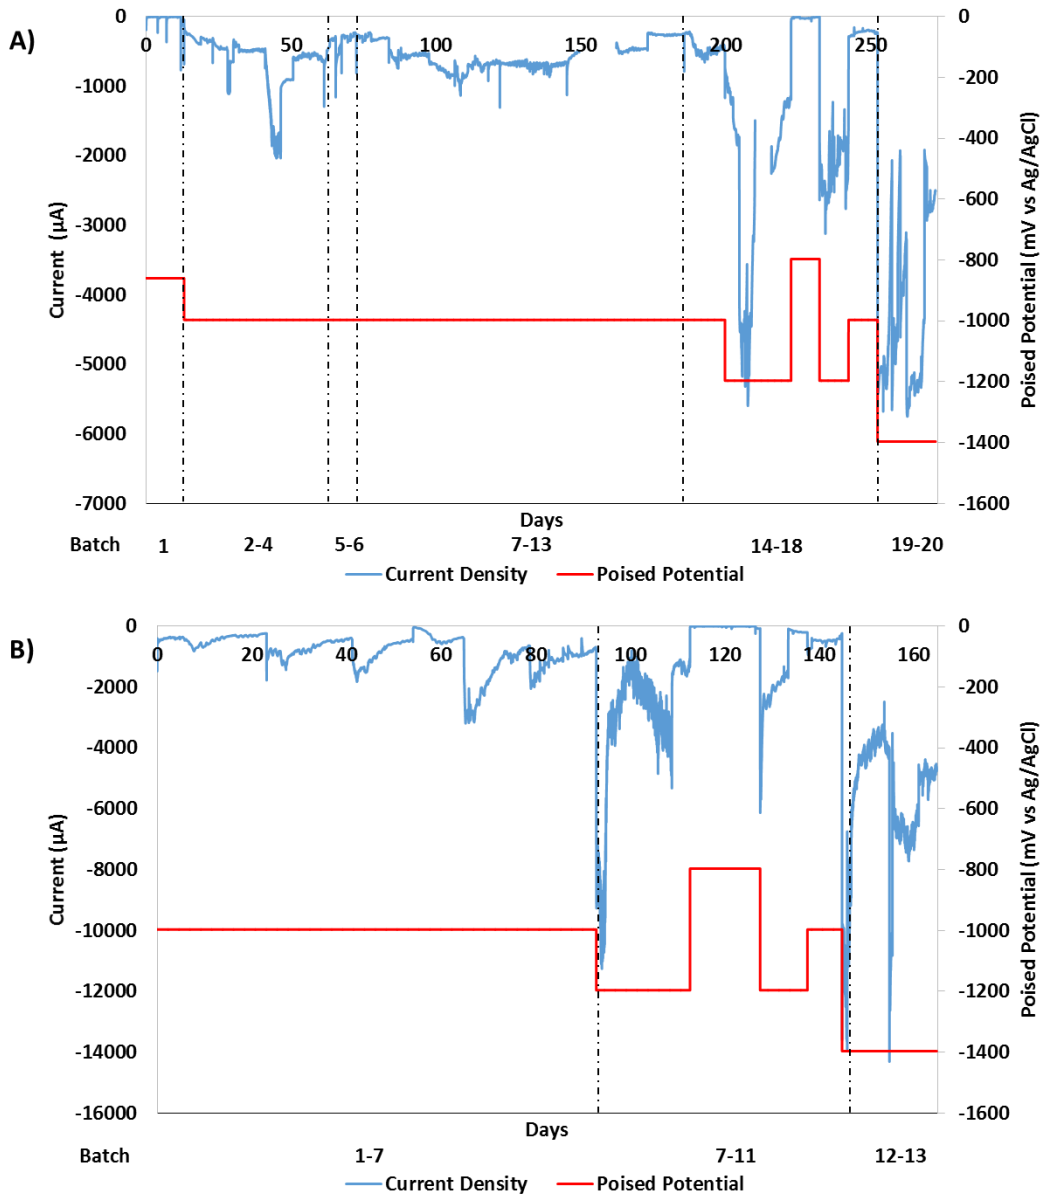 A)
0 0
0 50 100 150 200 250
-1000 -200
-2000 -400
-3000 -600
-4000 -800
-5000 -1000
-6000 -1200
-7000 -1400
-1600
Current (µA)
Poised Potential (mV vs Ag/AgCl)
Days
Batch 1 2-4 5-6 7-13 14-18 19-20
Current Density Poised Potential
B)
0 0
0 20 40 60 80 100 120 140 160
-2000 -200
-4000 -400
-6000 -600
-8000 -800
-10000 -1000
-12000 -1200
-14000 -1400
-16000 -1600
Current (µA)
Poised Potential (mV vs Ag/AgCl)
Days
Batch 1-7 7-11 12-13
Current Density Poised Potential